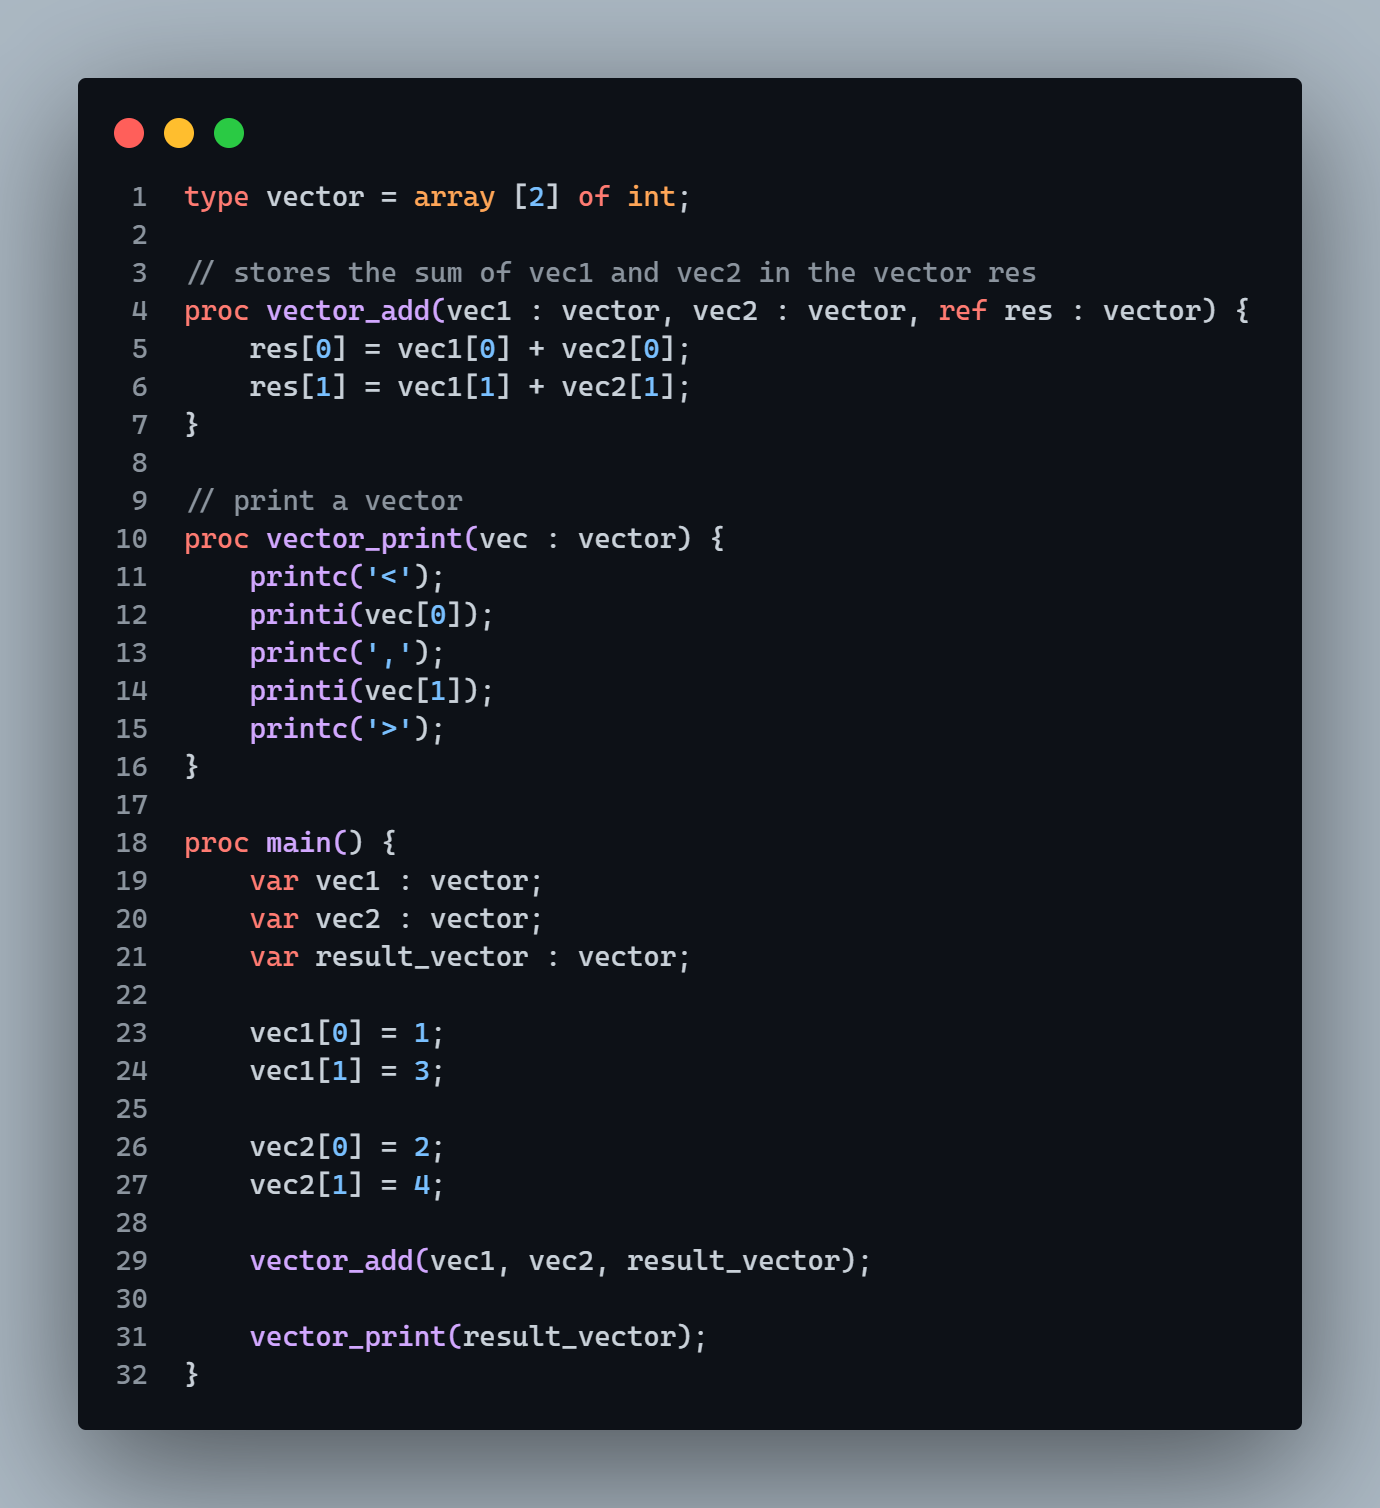 1 type vector = array [2] of int;
2
3 // stores the sum of vec1 and vec2 in the vector res
4 proc vector_add(vec1 : vector, vec2 : vector, ref res : vector) {
5     res[0] = vec1[0] + vec2[0];
6     res[1] = vec1[1] + vec2[1];
7 }
8
9 // print a vector
10 proc vector_print(vec : vector) {
11     printc('<');
12     printi(vec[0]);
13     printc(',');
14     printi(vec[1]);
15     printc('>');
16 }
17
18 proc main() {
19     var vec1 : vector;
20     var vec2 : vector;
21     var result_vector : vector;
22
23     vec1[0] = 1;
24     vec1[1] = 3;
25
26     vec2[0] = 2;
27     vec2[1] = 4;
28
29     vector_add(vec1, vec2, result_vector);
30
31     vector_print(result_vector);
32 }